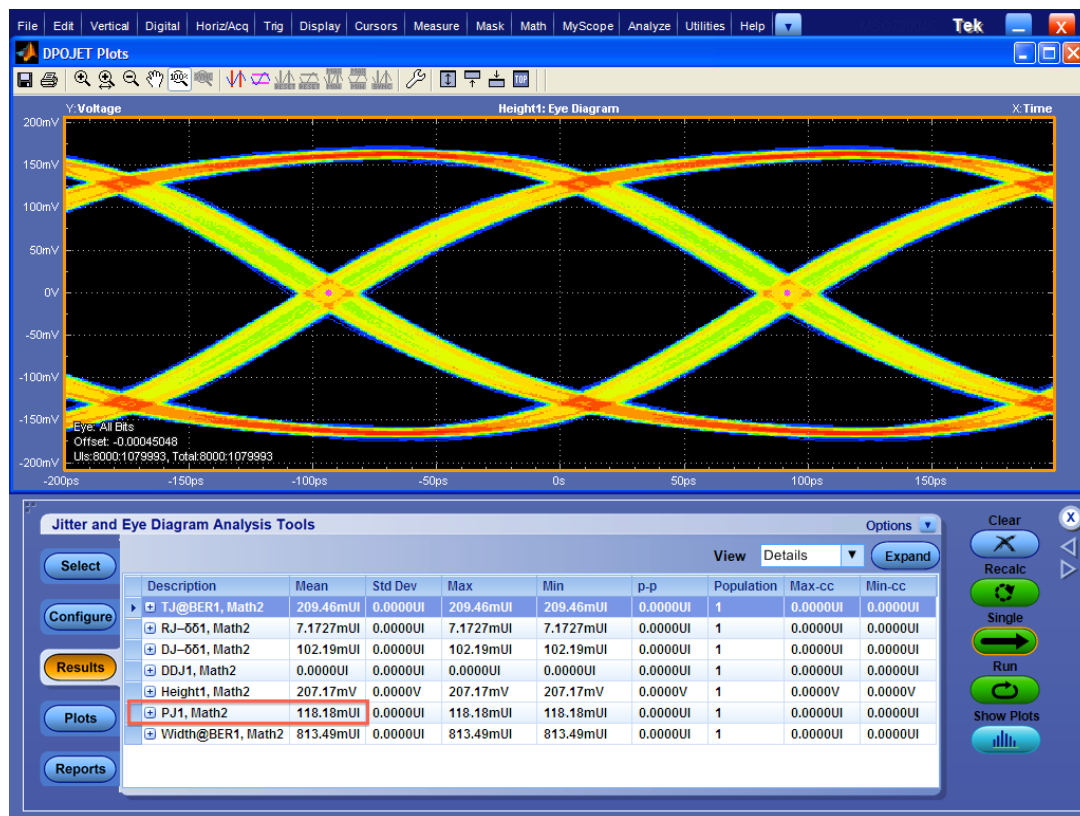 File Edit Vertical Digital Horiz/Acq Trig Display Cursors Measure Mask Math MyScope Analyze Utilities Help Tek X
DPOJET Plots
100% RESET RESET TOP
Y:Voltage Height1: Eye Diagram X:Time
200mV
150mV
100mV
50mV
0V
-50mV
-100mV
-150mV
Eye: All Bits
Offset: -0.00045048
UIs:8000:1079993, Total:8000:1079993
-200mV
-200ps -150ps -100ps -50ps 0s 50ps 100ps 150ps
Jitter and Eye Diagram Analysis Tools Options Clear X
View Details Expand
Select
Recalc
Description Mean Std Dev Max Min p-p Population Max-cc Min-cc
TJ@BER1, Math2 209.46mUI 0.0000UI 209.46mUI 209.46mUI 0.0000UI 1 0.0000UI 0.0000UI
Configure
Single
RJ–δδ1, Math2 7.1727mUI 0.0000UI 7.1727mUI 7.1727mUI 0.0000UI 1 0.0000UI 0.0000UI
DJ–δδ1, Math2 102.19mUI 0.0000UI 102.19mUI 102.19mUI 0.0000UI 1 0.0000UI 0.0000UI
Results
Run
DDJ1, Math2 0.0000UI 0.0000UI 0.0000UI 0.0000UI 0.0000UI 1 0.0000UI 0.0000UI
Height1, Math2 207.17mV 0.0000V 207.17mV 207.17mV 0.0000V 1 0.0000V 0.0000V
Plots
Show Plots
PJ1, Math2 118.18mUI 0.0000UI 118.18mUI 118.18mUI 0.0000UI 1 0.0000UI 0.0000UI
Width@BER1, Math2 813.49mUI 0.0000UI 813.49mUI 813.49mUI 0.0000UI 1 0.0000UI 0.0000UI
Reports